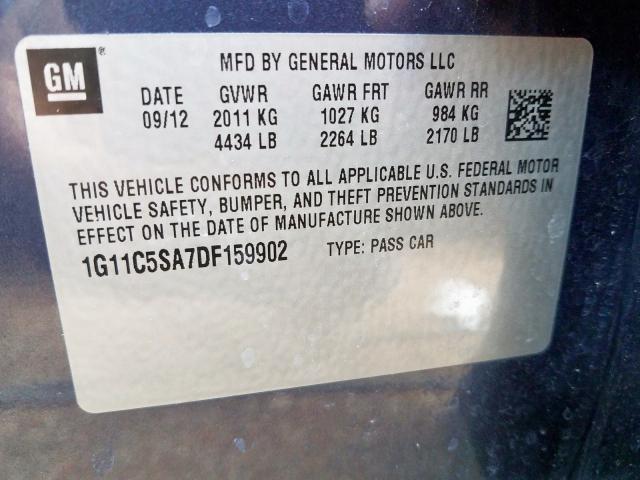 GM®
MFD BY GENERAL MOTORS LLC
DATE GVWR GAWR FRT GAWR RR
09/12 2011 KG 1027 KG 984 KG
4434 LB 2264 LB 2170 LB
THIS VEHICLE CONFORMS TO ALL APPLICABLE U.S. FEDERAL MOTOR
VEHICLE SAFETY, BUMPER, AND THEFT PREVENTION STANDARDS IN
EFFECT ON THE DATE OF MANUFACTURE SHOWN ABOVE.
1G11C5SA7DF159902 TYPE: PASS CAR